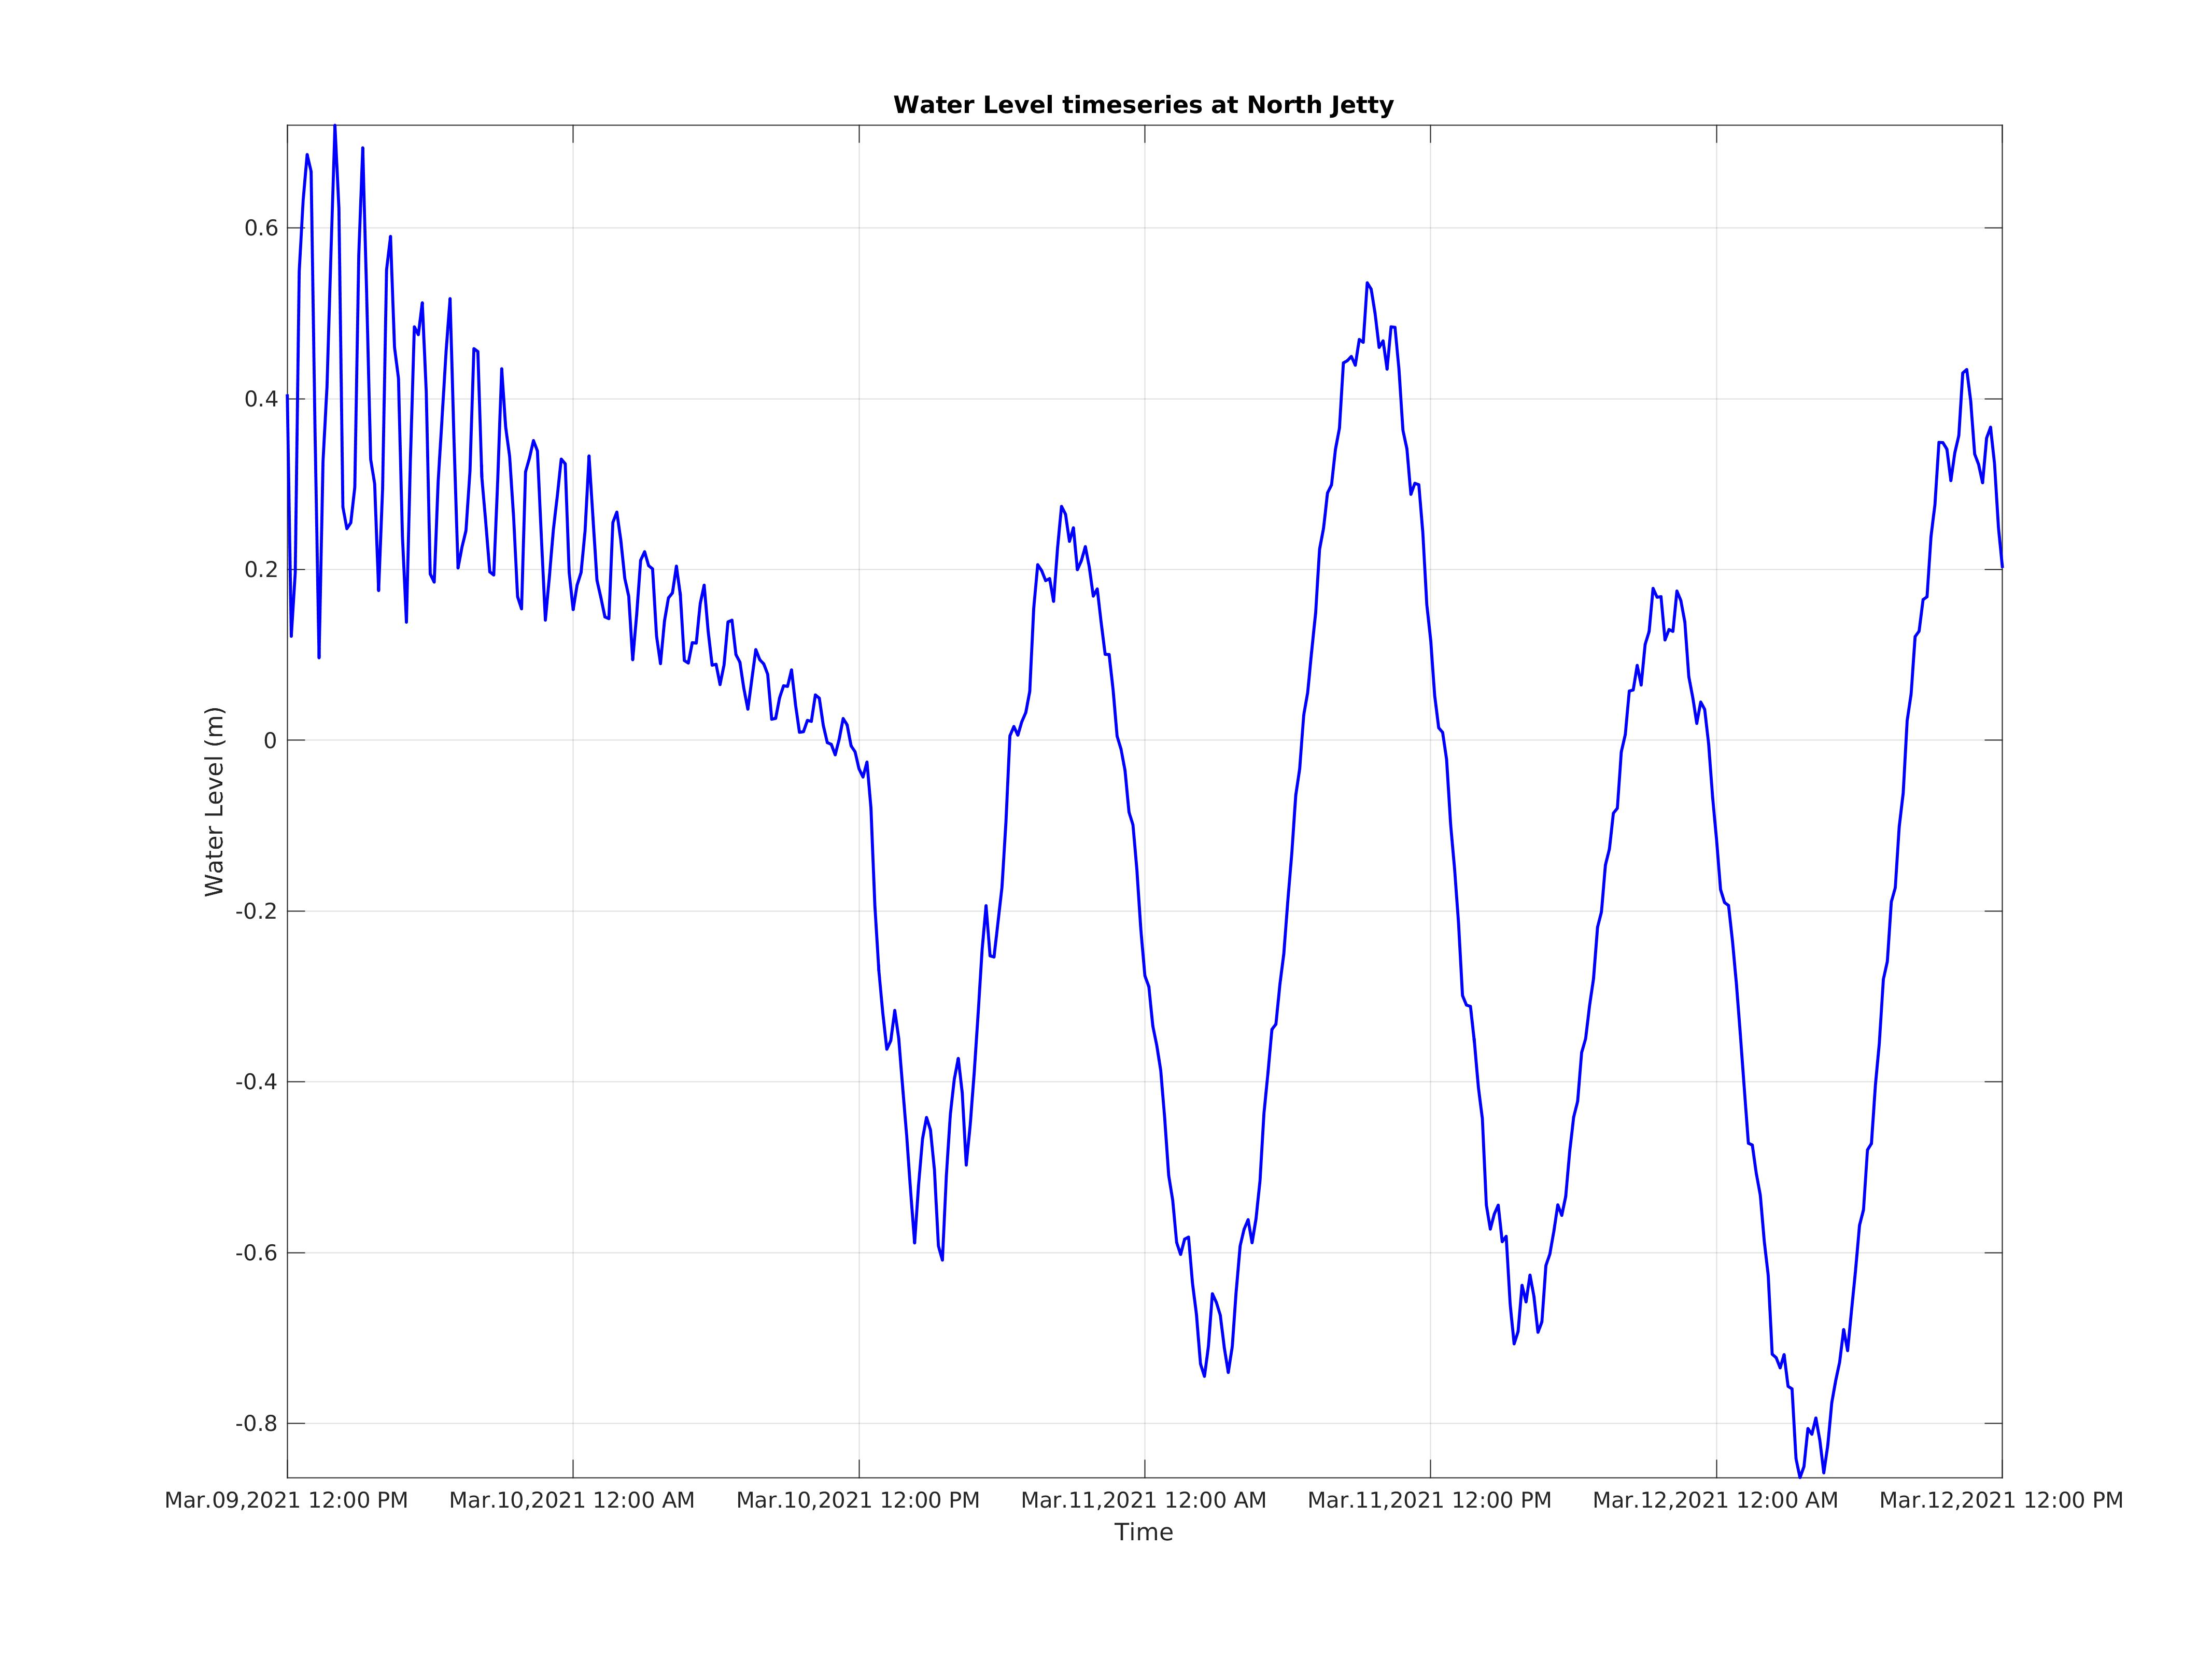 Water Level timeseries at North Jetty
0.6
0.4
0.2
0
-0.2
-0.4
-0.6
-0.8
Water Level (m)
Mar.09,2021 12:00 PM Mar.10,2021 12:00 AM Mar.10,2021 12:00 PM Mar.11,2021 12:00 AM Mar.11,2021 12:00 PM Mar.12,2021 12:00 AM Mar.12,2021 12:00 PM
Time